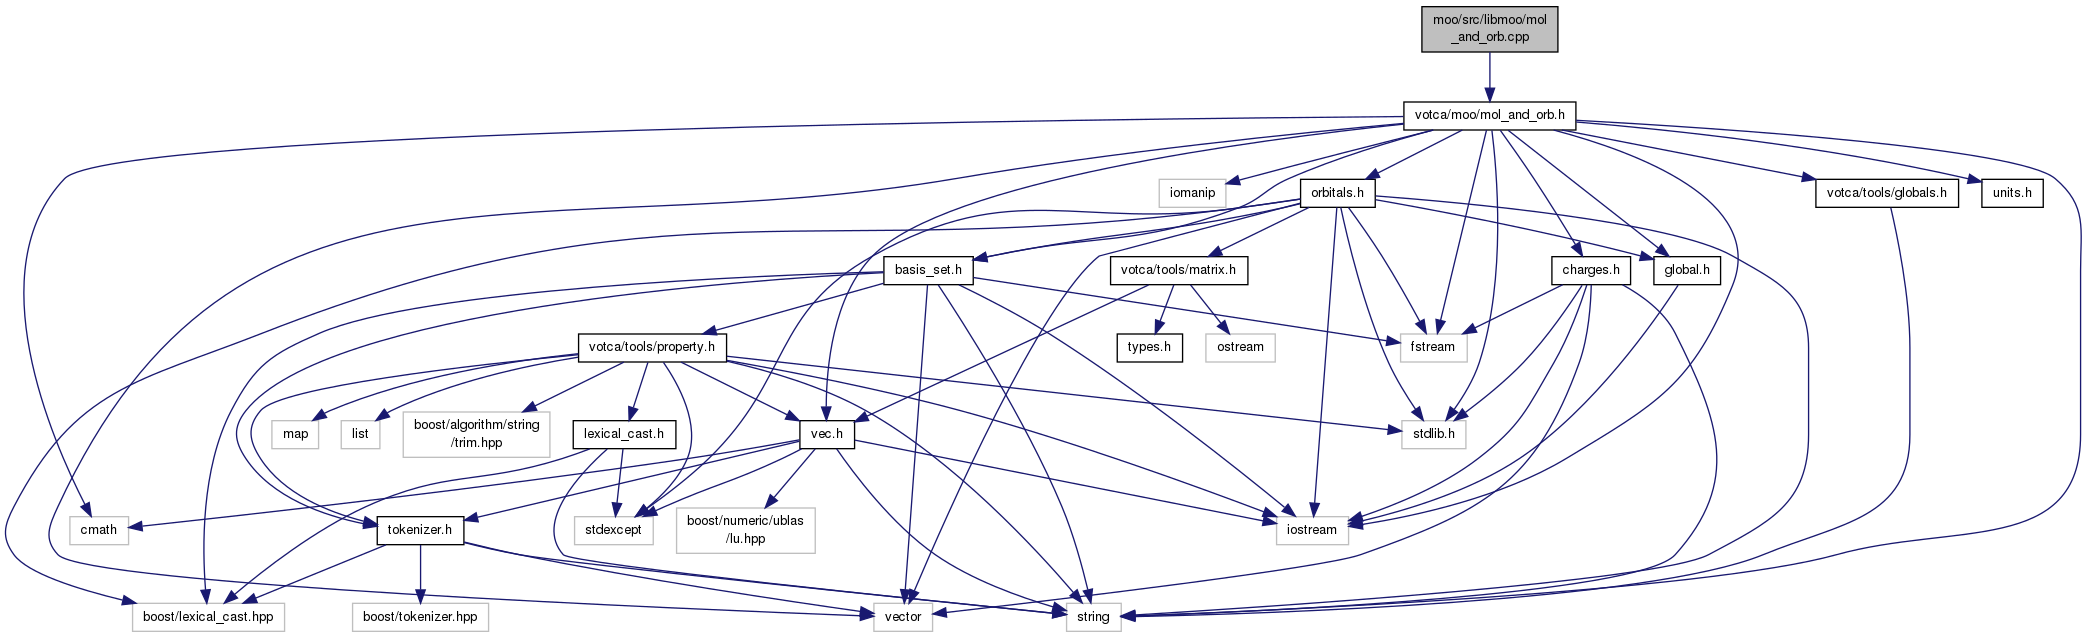 moo/src/libmoo/mol
_and_orb.cpp
votca/moo/mol_and_orb.h
iomanip
orbitals.h
votca/tools/globals.h
units.h
basis_set.h
votca/tools/matrix.h
charges.h
global.h
votca/tools/property.h
types.h
ostream
fstream
map
list
boost/algorithm/string
/trim.hpp
lexical_cast.h
vec.h
stdlib.h
cmath
tokenizer.h
stdexcept
boost/numeric/ublas
/lu.hpp
iostream
boost/lexical_cast.hpp
boost/tokenizer.hpp
vector
string